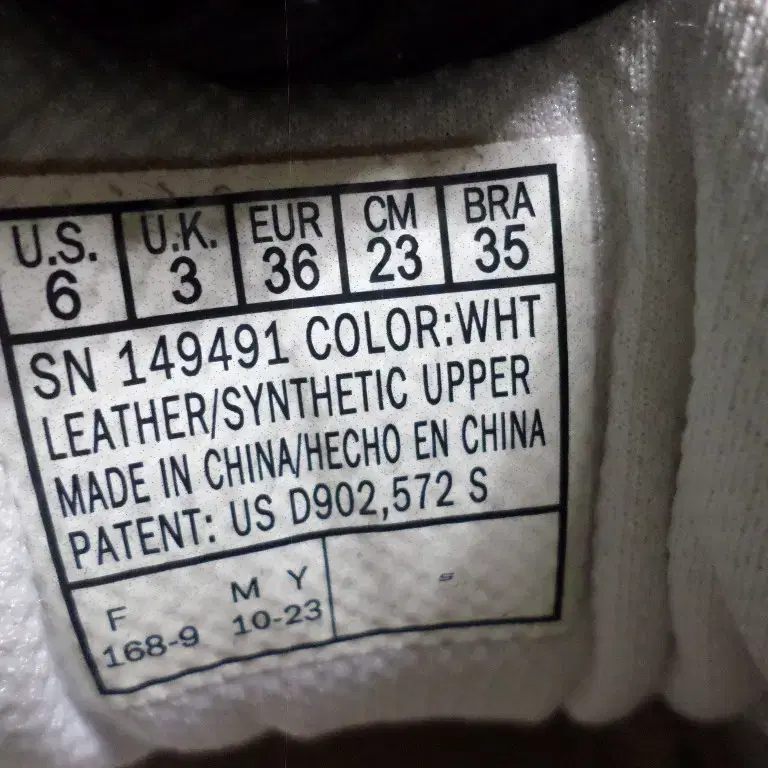 U.S. U.K. EUR CM BRA
6 3 36 23 35
SN 149491 COLOR:WHT
LEATHER/SYNTHETIC UPPER
MADE IN CHINA/HECHO EN CHINA
PATENT: US D902,572 S
F M Y
168-9 10-23